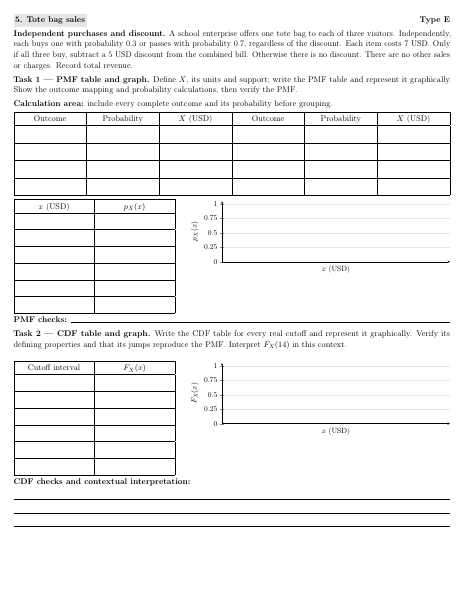 5. Tote bag sales Type E
Independent purchases and discount. A school enterprise offers one tote bag to each of three visitors. Independently,
each buys one with probability 0.3 or passes with probability 0.7, regardless of the discount. Each item costs 7 USD. Only
if all three buy, subtract a 5 USD discount from the combined bill. Otherwise there is no discount. There are no other sales
or charges. Record total revenue.
Task 1 — PMF table and graph. Define X, its units and support; write the PMF table and represent it graphically.
Show the outcome mapping and probability calculations, then verify the PMF.
Calculation area: include every complete outcome and its probability before grouping.
Outcome Probability X (USD) Outcome Probability X (USD)
x (USD) pX(x)
1
0.75
0.5
0.25
0
pX(x)
x (USD)
PMF checks:
Task 2 — CDF table and graph. Write the CDF table for every real cutoff and represent it graphically. Verify its
defining properties and that its jumps reproduce the PMF. Interpret FX(14) in this context.
Cutoff interval FX(x)
1
0.75
0.5
0.25
0
FX(x)
x (USD)
CDF checks and contextual interpretation: